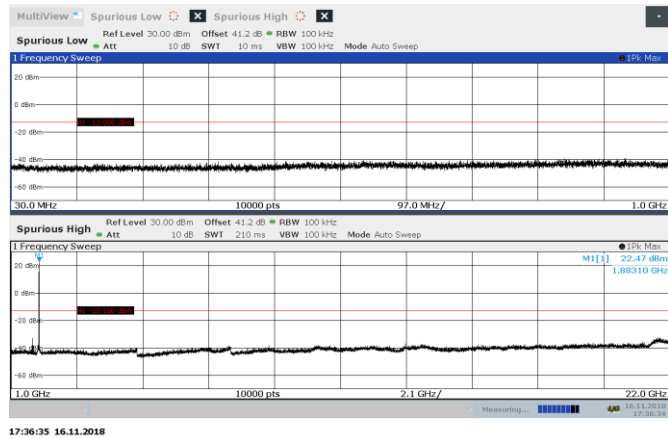 MultiView Spurious Low X Spurious High X
Spurious Low Ref Level 30.00 dBm Offset 41.2 dB RBW 100 kHz
Att 10 dB SWT 10 ms VBW 100 kHz Mode Auto Sweep
1 Frequency Sweep 1Pk Max
20 dBm
0 dBm
-20 dBm
-40 dBm
-60 dBm
30.0 MHz 10000 pts 97.0 MHz/ 1.0 GHz
Spurious High Ref Level 30.00 dBm Offset 41.2 dB RBW 100 kHz
Att 10 dB SWT 210 ms VBW 100 kHz Mode Auto Sweep
1 Frequency Sweep 1Pk Max
M1
M1[1] 22.47 dBm
20 dBm
1.88310 GHz
0 dBm
-20 dBm
-40 dBm
-60 dBm
1.0 GHz 10000 pts 2.1 GHz/ 22.0 GHz
Measuring... 16.11.2018
17:36:34
17:36:35 16.11.2018